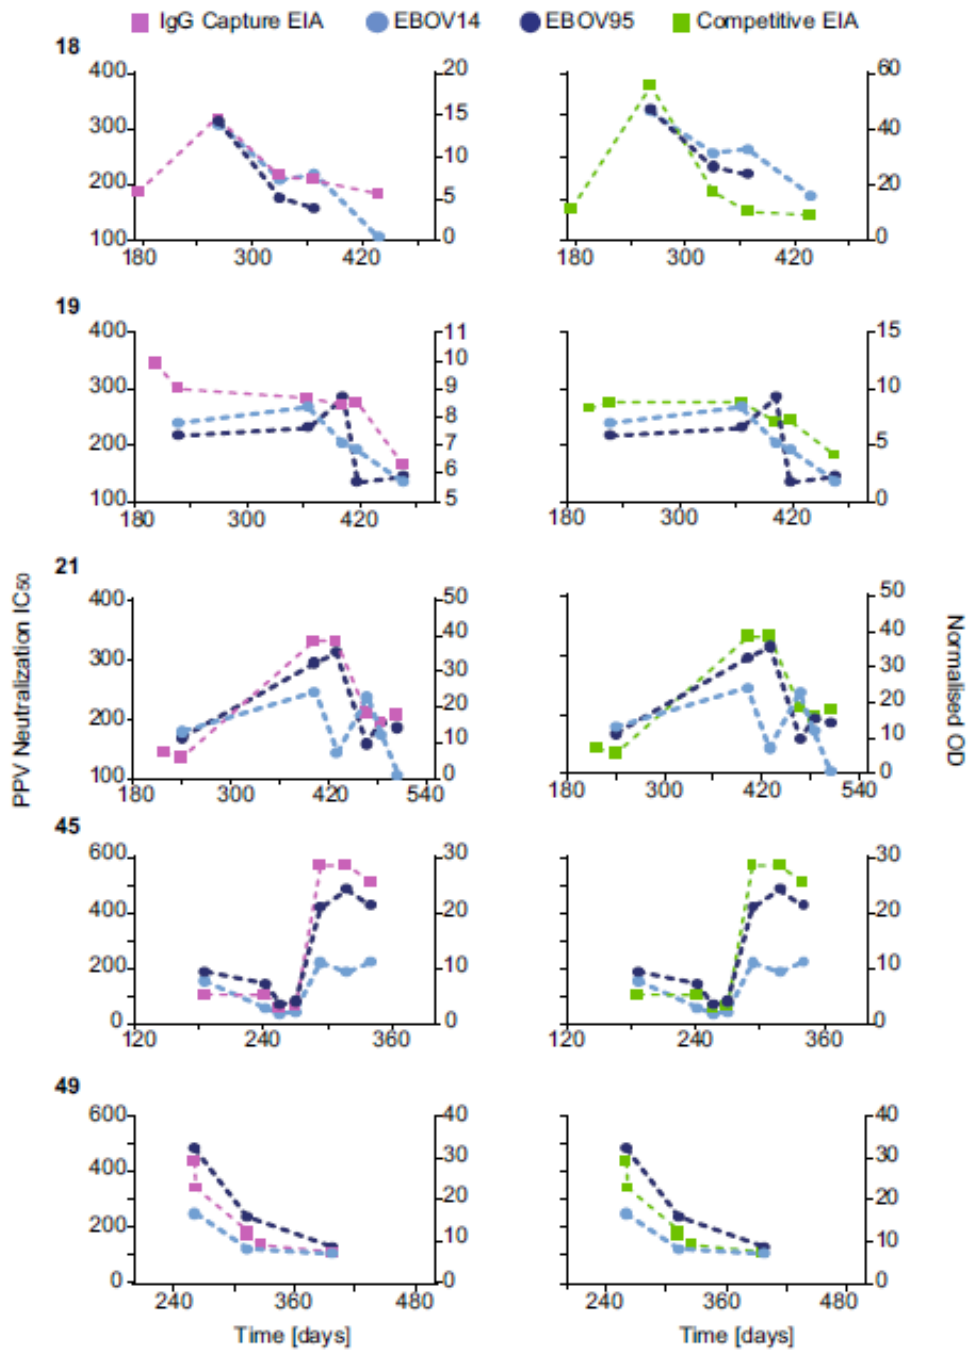 IgG Capture EIA EBOV14 EBOV95 Competitive EIA
18
400 20 60
300 15 40
200 10 20
100 5 0
0
180 300 420 180 300 420
19
400 11 15
10
300 9 10
8
200 7 5
6
100 5 0
180 300 420 180 300 420
21
400 50 50
40 40
300 30 30
200 20 20
10 10
100 0 0
180 300 420 540 180 300 420 540
PPV Neutralization IC50
Normalised OD
45
600 30 30
400 20 20
200 10 10
0 0 0
120 240 360 120 240 360
49
600 40 40
400 30 30
200 20 20
10 10
0 0 0
240 360 480 240 360 480
Time [days] Time [days]